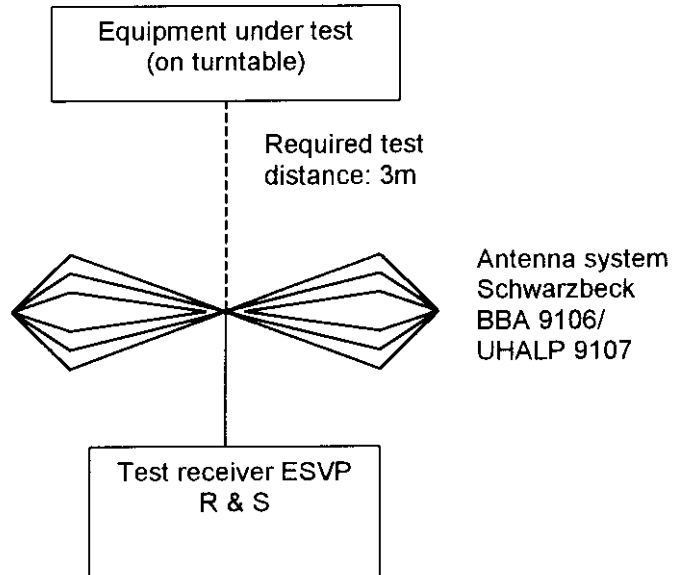 Equipment under test
(on turntable)
Required test
distance: 3m
Antenna system
Schwarzbeck
BBA 9106/
UHALP 9107
Test receiver ESVP
R & S